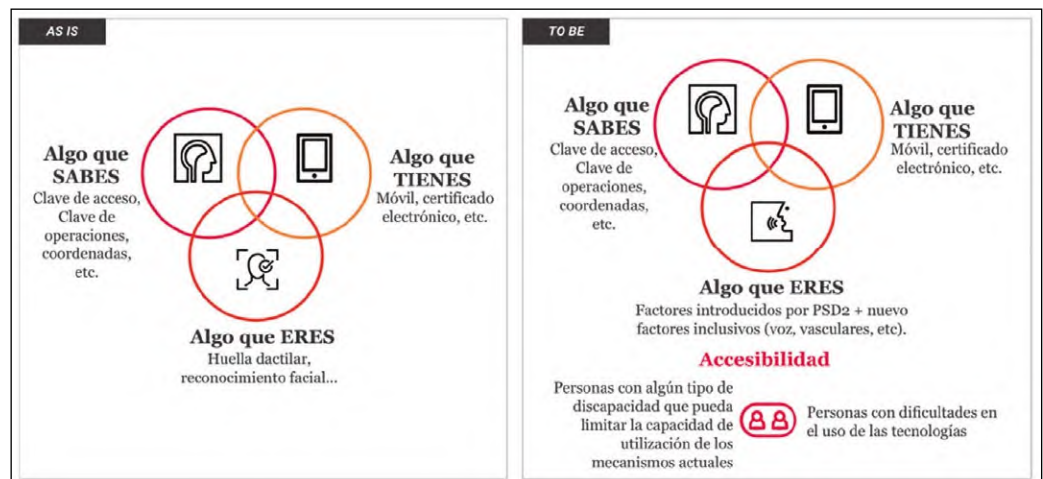 AS IS
Algo que
SABES
Clave de acceso,
Clave de
operaciones,
coordenadas,
etc.
Algo que
TIENES
Móvil, certificado
electrónico, etc.
Algo que ERES
Huella dactilar,
reconocimiento facial...
TO BE
Algo que
SABES
Clave de acceso,
Clave de
operaciones,
coordenadas,
etc.
Algo que
TIENES
Móvil, certificado
electrónico, etc.
Algo que ERES
Factores introducidos por PSD2 + nuevo
factores inclusivos (voz, vasculares, etc).
Accesibilidad
Personas con algún tipo de
discapacidad que pueda
limitar la capacidad de
utilización de los
mecanismos actuales
Personas con dificultades en
el uso de las tecnologías